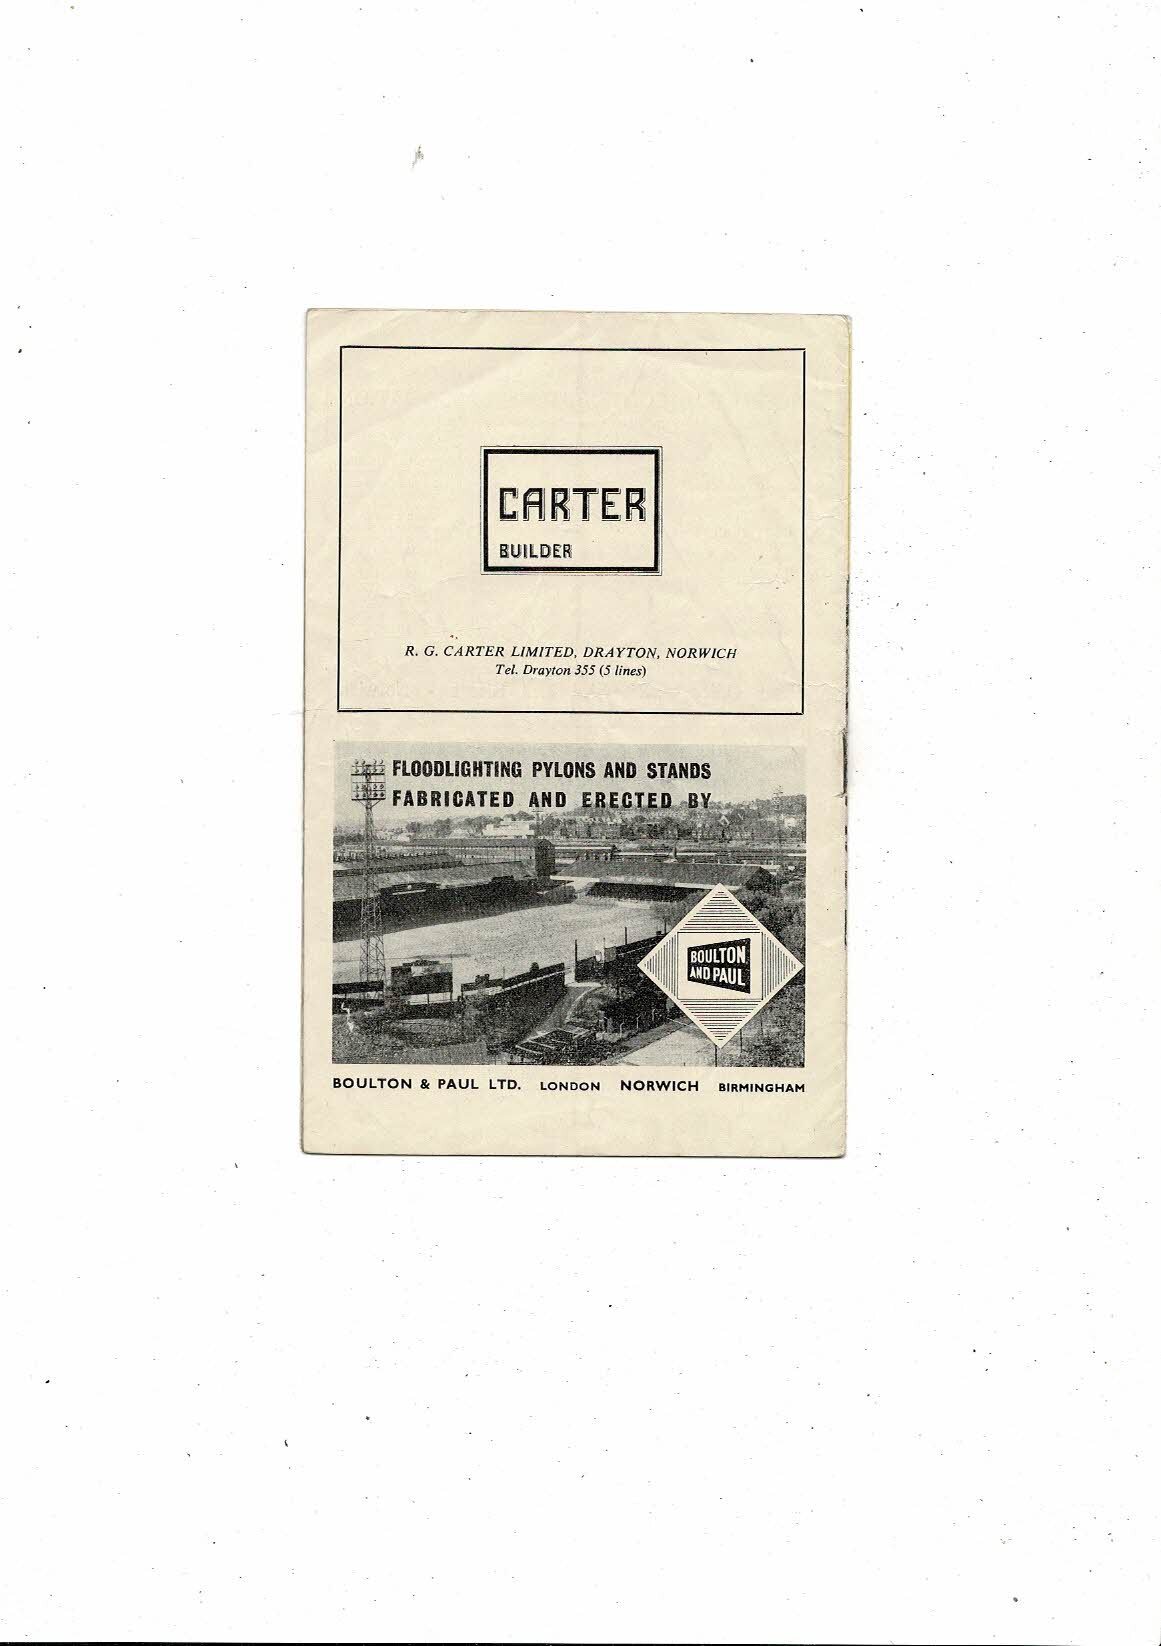 CARTER
BUILDER
R. G. CARTER LIMITED, DRAYTON, NORWICH
Tel. Drayton 355 (5 lines)
FLOODLIGHTING PYLONS AND STANDS
FABRICATED AND ERECTED BY
BOULTON
AND PAUL
BOULTON & PAUL LTD. LONDON NORWICH BIRMINGHAM